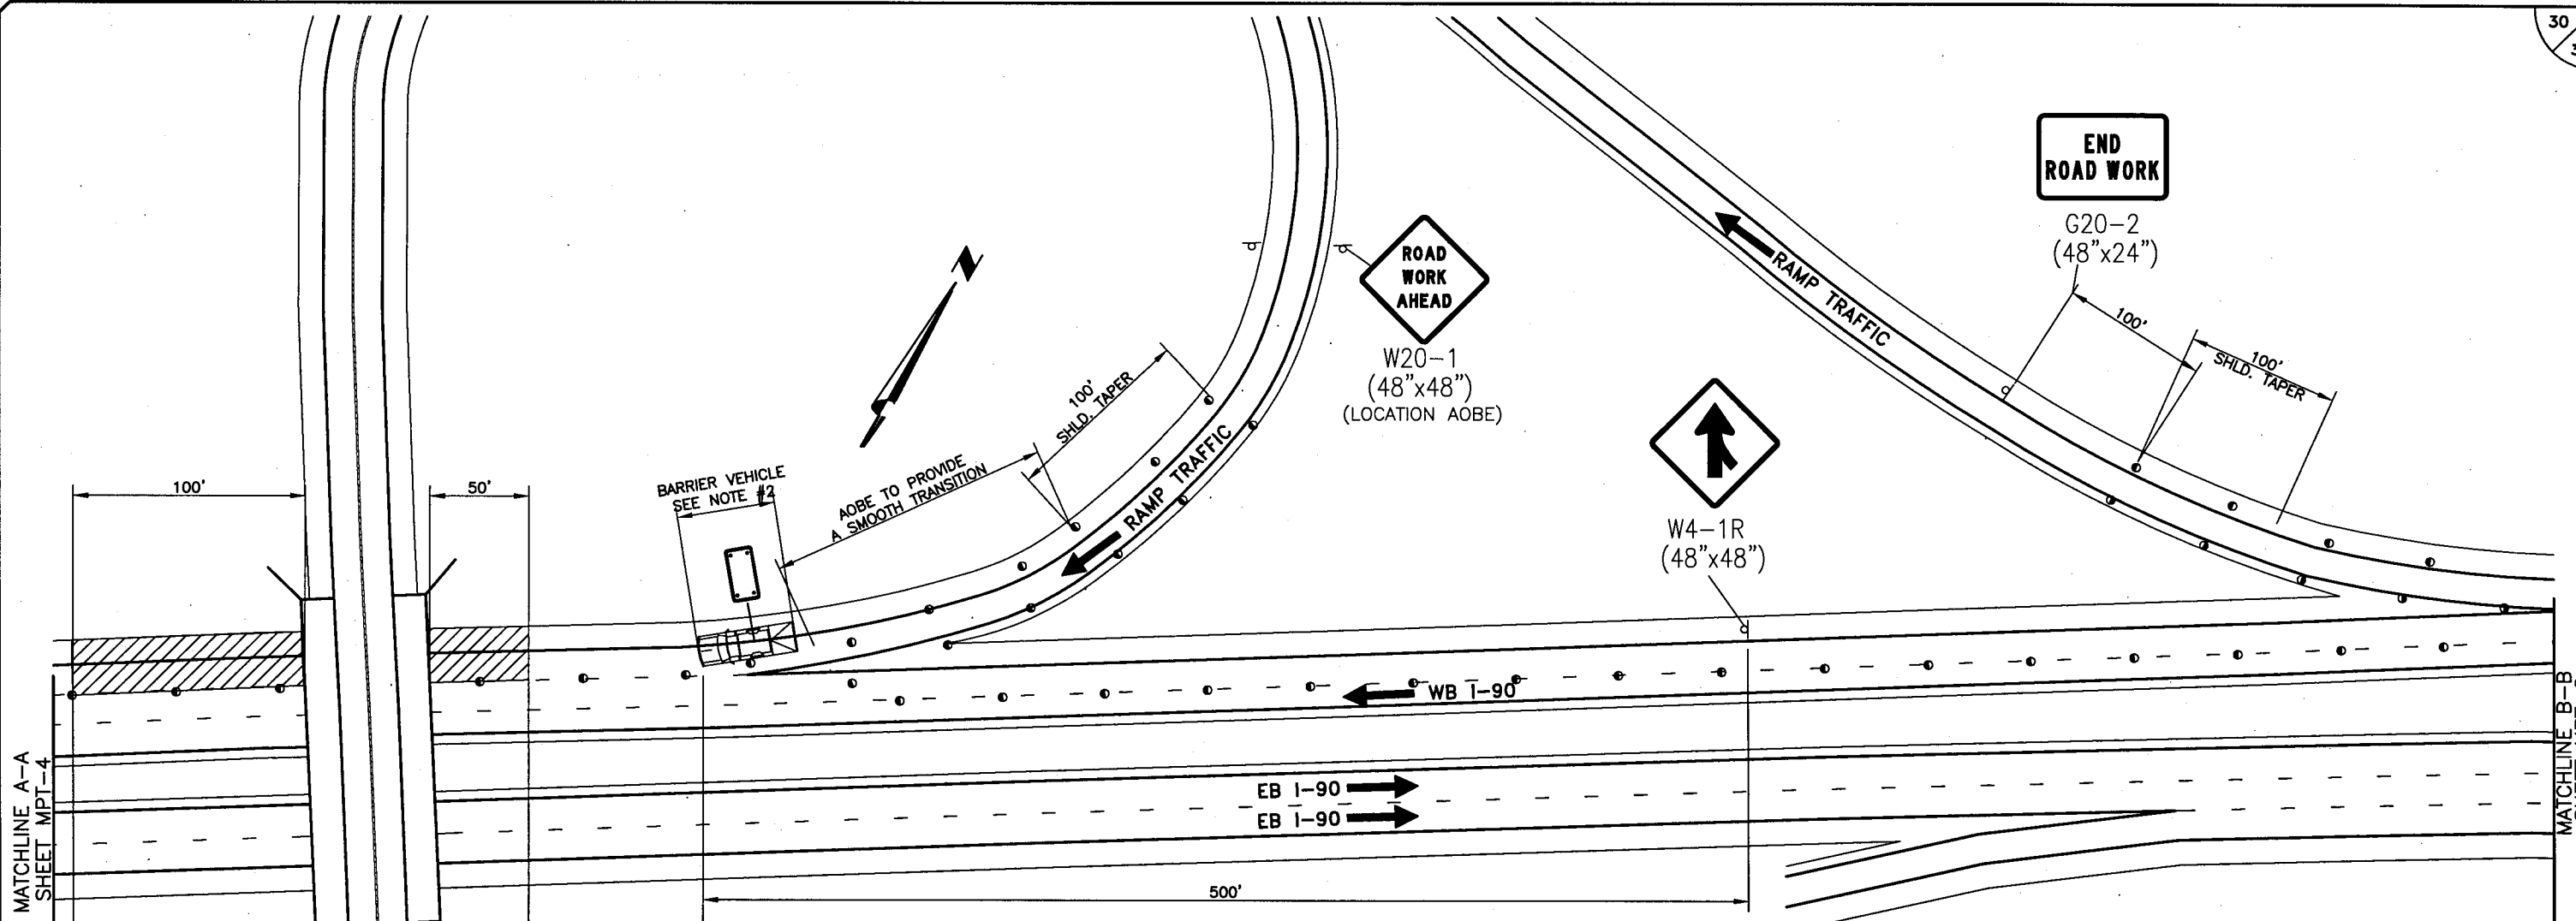 30
END
ROAD WORK
G20-2
(48"x24")
100'
100'
SHLD. TAPER
RAMP TRAFFIC
ROAD
WORK
AHEAD
W20-1
(48"x48")
(LOCATION AOBE)
W4-1R
(48"x48")
N
100'
SHLD. TAPER
RAMP TRAFFIC
AOBE TO PROVIDE
A SMOOTH TRANSITION
BARRIER VEHICLE
SEE NOTE #2
100'
50'
WB I-90
EB I-90
EB I-90
500'
MATCHLINE A-A
SHEET MPT-4
MATCHLINE B-B